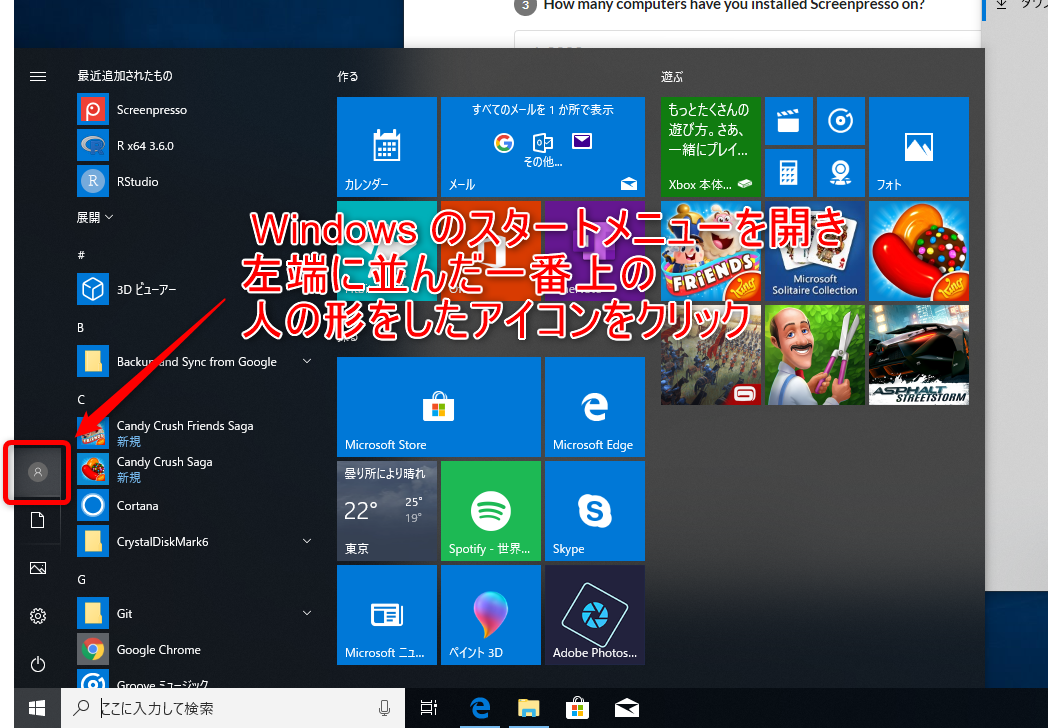 3 How many computers have you installed Screenpresso on?
最近追加されたもの
Screenpresso
R x64 3.6.0
RStudio
展開
#
3D ビューアー
B
Backup and Sync from Google
C
Candy Crush Friends Saga
新規
Candy Crush Saga
新規
Cortana
CrystalDiskMark6
G
Git
Google Chrome
Groove ミュージック
作る
カレンダー
すべてのメールを 1 か所で表示
その他...
メール
遊ぶ
もっとたくさんの
遊び方。さあ、
一緒にプレイ...
Xbox 本体...
フォト
Windows のスタートメニューを開き
左端に並んだ一番上の
人の形をしたアイコンをクリック
FRIENDS
King
Microsoft
Solitaire Collection
King
ASPHALT
STREETSTORM
Microsoft Store
Microsoft Edge
曇り所により晴れ
22°
25°
19°
東京
Spotify - 世界...
Skype
Microsoft ニュ...
ペイント 3D
Adobe Photos...
ここに入力して検索